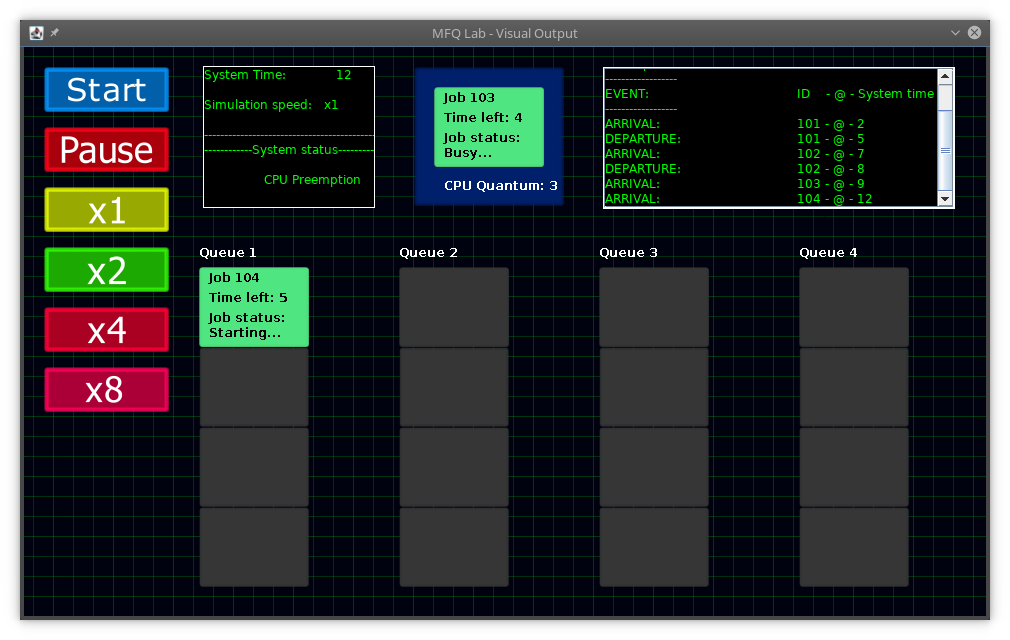 MFQ Lab - Visual Output
Start
Pause
x1
x2
x4
x8
System Time: 12
Simulation speed: x1
-----------System status---------
CPU Preemption
Job 103
Time left: 4
Job status:
Busy...
CPU Quantum: 3
------------------
EVENT: ID - @ - System time
------------------
ARRIVAL: 101 - @ - 2
DEPARTURE: 101 - @ - 5
ARRIVAL: 102 - @ - 7
DEPARTURE: 102 - @ - 8
ARRIVAL: 103 - @ - 9
ARRIVAL: 104 - @ - 12
Queue 1
Job 104
Time left: 5
Job status:
Starting...
Queue 2
Queue 3
Queue 4